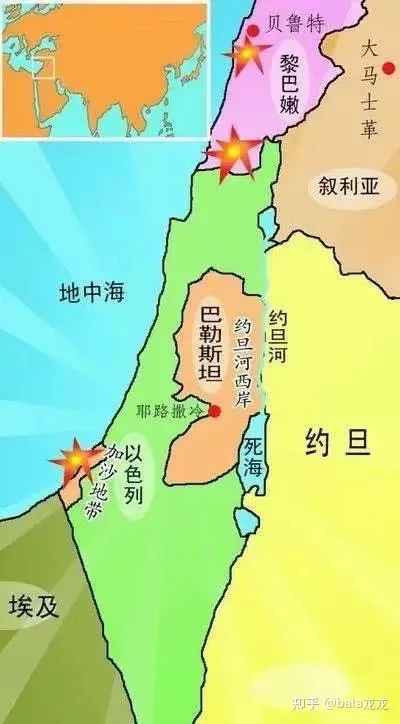 贝鲁特
大马士革
黎巴嫩
叙利亚
地中海
巴勒斯坦
约旦河西岸
约旦河
耶路撒冷
以色列
加沙地带
死海
约旦
埃及
知乎 @bala龙龙